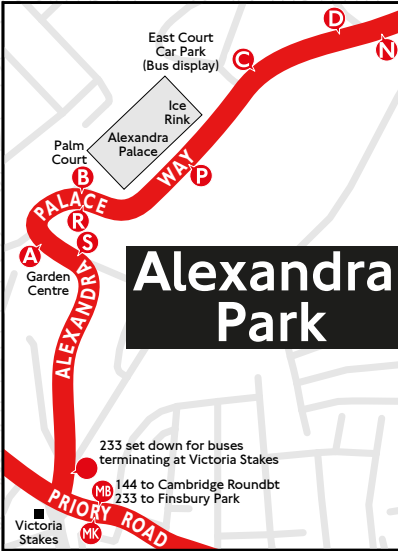 East Court
Car Park
(Bus display)
D
N
C
Ice
Rink
Alexandra
Palace
Palm
Court
B
P
R
S
A
Garden
Centre
ALEXANDRA PALACE WAY
Alexandra
Park
233 set down for buses
terminating at Victoria Stakes
MB
144 to Cambridge Roundbt
233 to Finsbury Park
PRIORY ROAD
MK
Victoria
Stakes